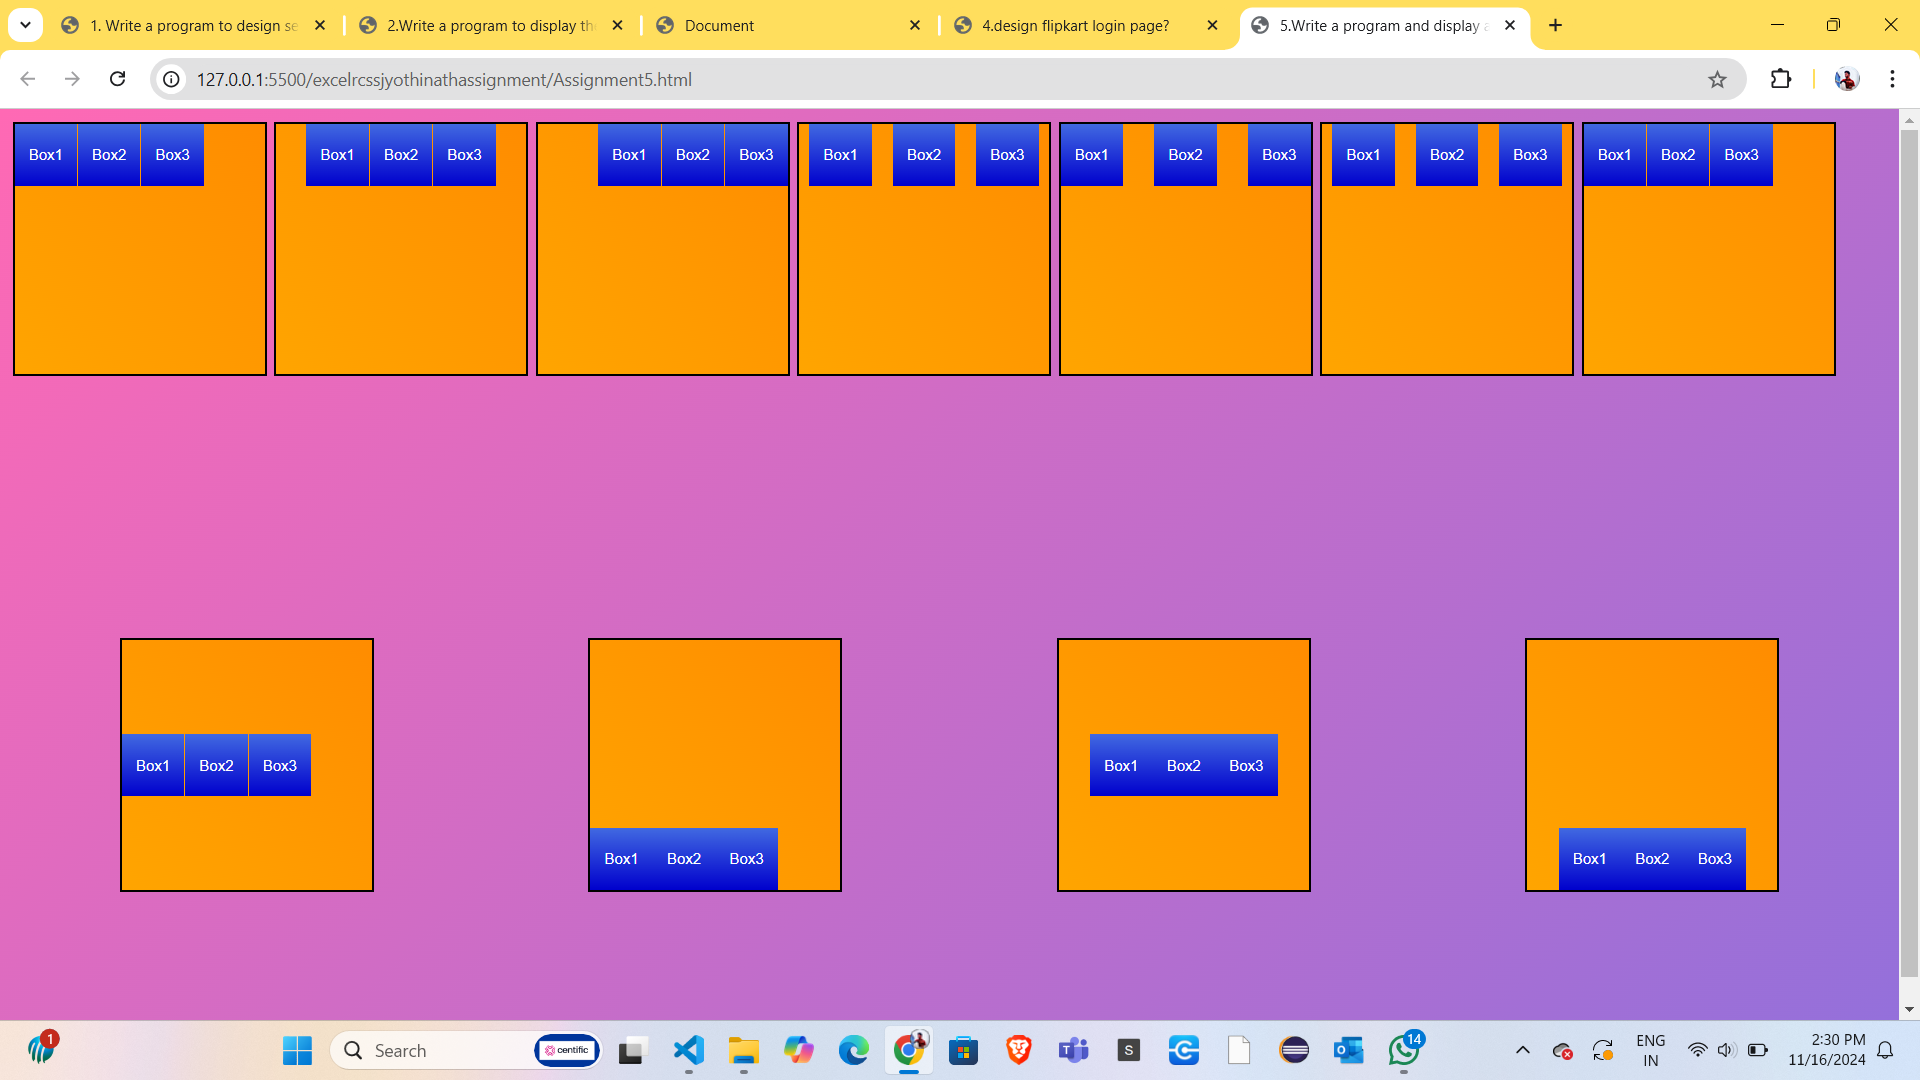 1. Write a program to design se
2.Write a program to display the
Document
4.design flipkart login page?
5.Write a program and display a
127.0.0.1:5500/excelrcssjyothinathassignment/Assignment5.html
Box1 Box2 Box3 Box1 Box2 Box3 Box1 Box2 Box3 Box1 Box2 Box3 Box1 Box2 Box3 Box1 Box2 Box3 Box1 Box2 Box3
Box1 Box2 Box3 Box1 Box2 Box3
Box1 Box2 Box3 Box1 Box2 Box3
1
Search
centific
S
14
ENG
IN
2:30 PM
11/16/2024